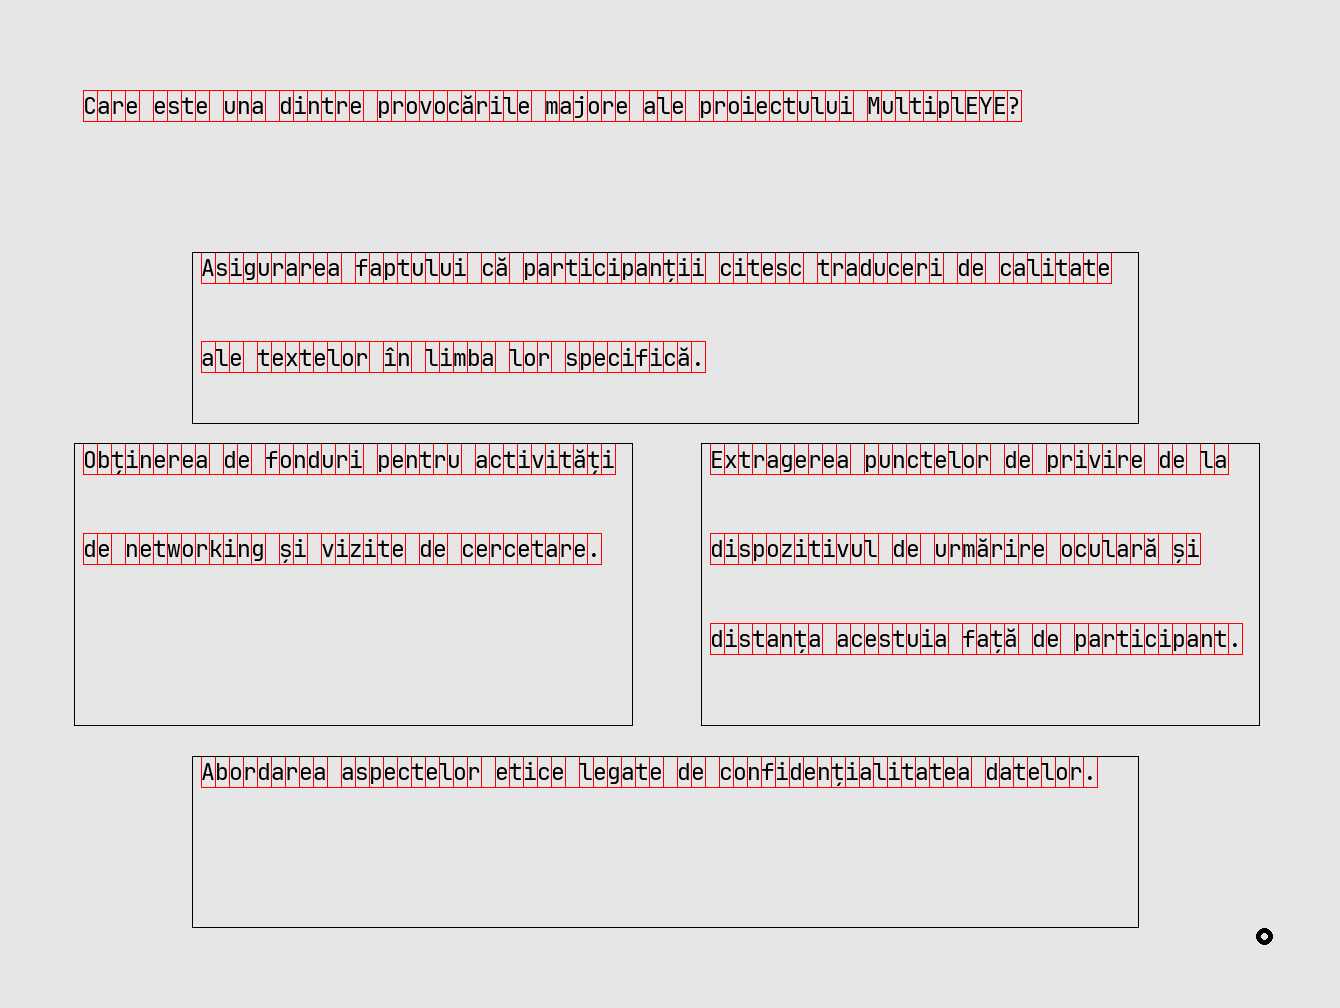 Care este una dintre provocările majore ale proiectului MultiplEYE?
Asigurarea faptului că participanții citesc traduceri de calitate
ale textelor în limba lor specifică.
Obținerea de fonduri pentru activități
de networking și vizite de cercetare.
Extragerea punctelor de privire de la
dispozitivul de urmărire oculară și
distanța acestuia față de participant.
Abordarea aspectelor etice legate de confidențialitatea datelor.